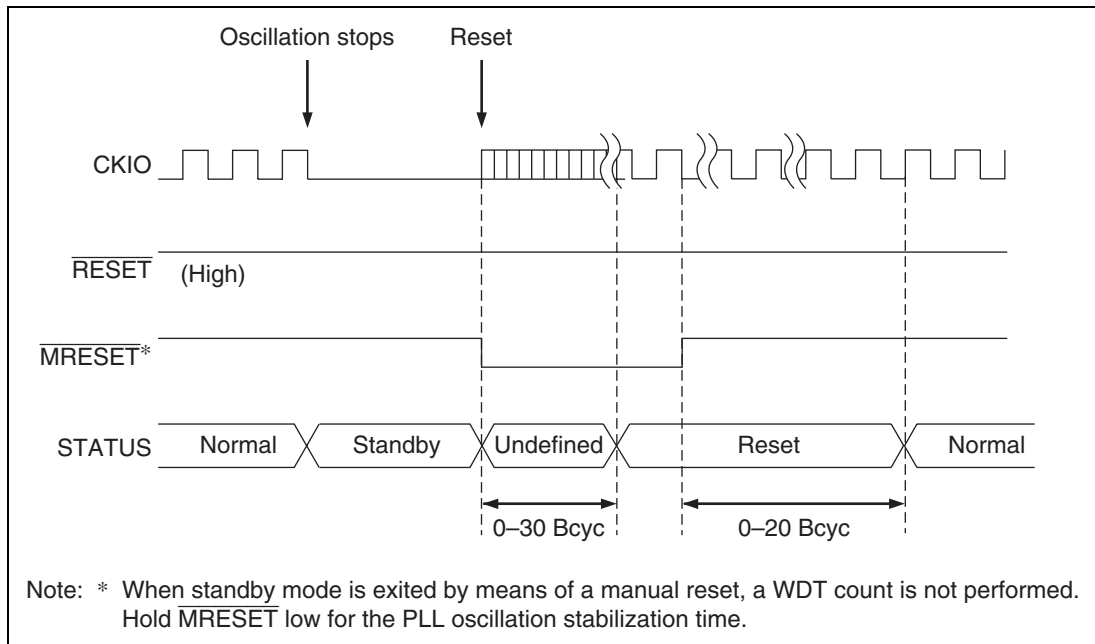 Oscillation stops Reset
CKIO
RESET (High)
MRESET*
STATUS Normal Standby Undefined Reset Normal
0–30 Bcyc 0–20 Bcyc
Note: * When standby mode is exited by means of a manual reset, a WDT count is not performed.
Hold MRESET low for the PLL oscillation stabilization time.